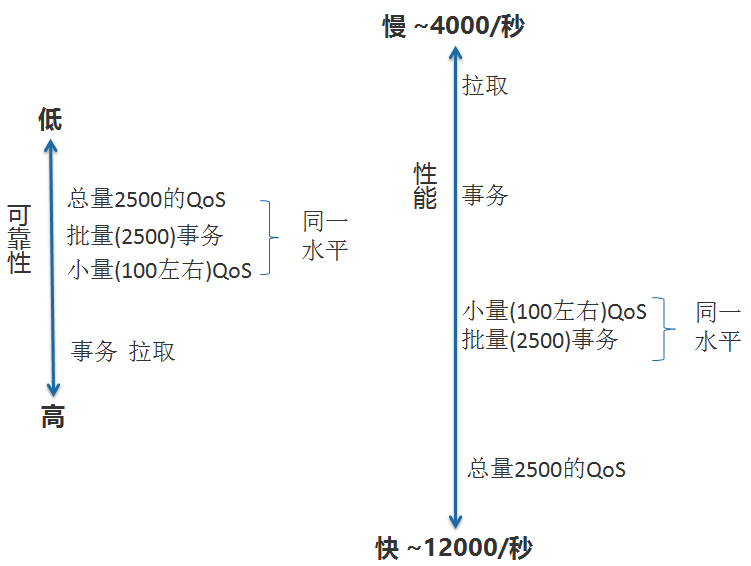 低
可靠性
总量2500的QoS
批量(2500)事务
小量(100左右)QoS
同一
水平
事务 拉取
高
慢 ~4000/秒
拉取
性能
事务
小量(100左右)QoS
批量(2500)事务
同一
水平
总量2500的QoS
快 ~12000/秒